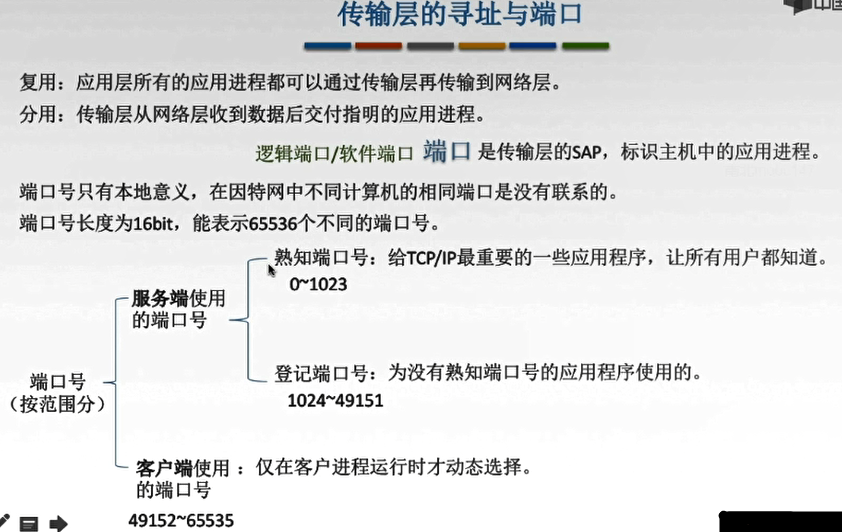 传输层的寻址与端口
中国
复用：应用层所有的应用进程都可以通过传输层再传输到网络层。
分用：传输层从网络层收到数据后交付指明的应用进程。
逻辑端口/软件端口 端口 是传输层的SAP，标识主机中的应用进程。
端口号只有本地意义，在因特网中不同计算机的相同端口是没有联系的。
端口号长度为16bit，能表示65536个不同的端口号。
熟知端口号：给TCP/IP最重要的一些应用程序，让所有用户都知道。
0~1023
服务端使用
的端口号
登记端口号：为没有熟知端口号的应用程序使用的。
1024~49151
端口号
（按范围分）
客户端使用：仅在客户进程运行时才动态选择。
的端口号
49152~65535